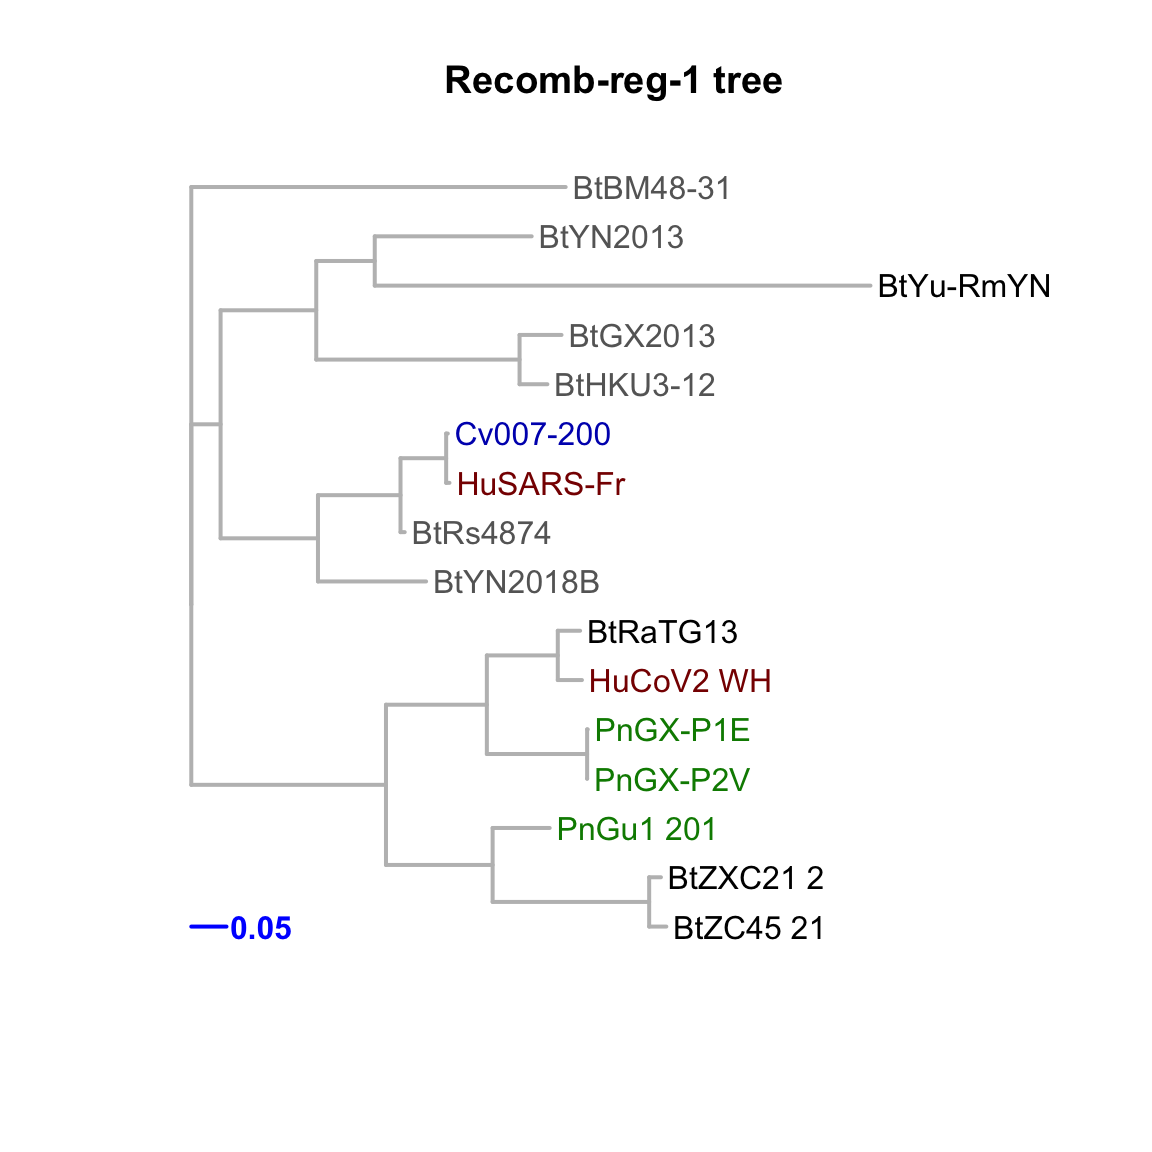 Recomb-reg-1 tree
BtBM48-31
BtYN2013
BtYu-RmYN
BtGX2013
BtHKU3-12
Cv007-200
HuSARS-Fr
BtRs4874
BtYN2018B
BtRaTG13
HuCoV2 WH
PnGX-P1E
PnGX-P2V
PnGu1 201
BtZXC21 2
BtZC45 21
0.05